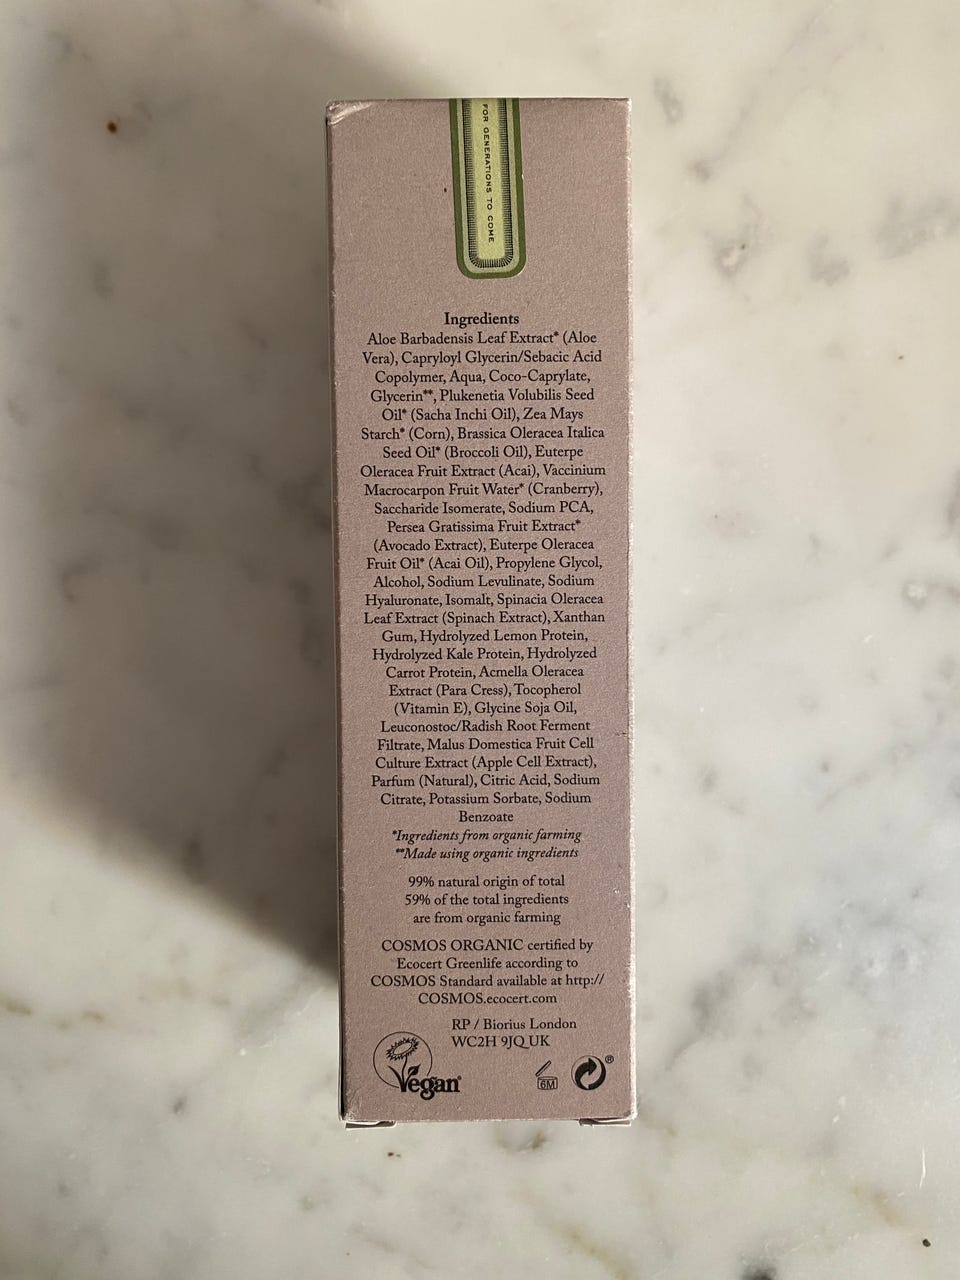 FOR GENERATIONS TO COME
Ingredients
Aloe Barbadensis Leaf Extract* (Aloe
Vera), Capryloyl Glycerin/Sebacic Acid
Copolymer, Aqua, Coco-Caprylate,
Glycerin**, Plukenetia Volubilis Seed
Oil* (Sacha Inchi Oil), Zea Mays
Starch* (Corn), Brassica Oleracea Italica
Seed Oil* (Broccoli Oil), Euterpe
Oleracea Fruit Extract (Acai), Vaccinium
Macrocarpon Fruit Water* (Cranberry),
Saccharide Isomerate, Sodium PCA,
Persea Gratissima Fruit Extract*
(Avocado Extract), Euterpe Oleracea
Fruit Oil* (Acai Oil), Propylene Glycol,
Alcohol, Sodium Levulinate, Sodium
Hyaluronate, Isomalt, Spinacia Oleracea
Leaf Extract (Spinach Extract), Xanthan
Gum, Hydrolyzed Lemon Protein,
Hydrolyzed Kale Protein, Hydrolyzed
Carrot Protein, Acmella Oleracea
Extract (Para Cress), Tocopherol
(Vitamin E), Glycine Soja Oil,
Leuconostoc/Radish Root Ferment
Filtrate, Malus Domestica Fruit Cell
Culture Extract (Apple Cell Extract),
Parfum (Natural), Citric Acid, Sodium
Citrate, Potassium Sorbate, Sodium
Benzoate
*Ingredients from organic farming
**Made using organic ingredients
99% natural origin of total
59% of the total ingredients
are from organic farming
COSMOS ORGANIC certified by
Ecocert Greenlife according to
COSMOS Standard available at http://
COSMOS.ecocert.com
RP / Biorius London
WC2H 9JQ UK
Vegan
6M
®